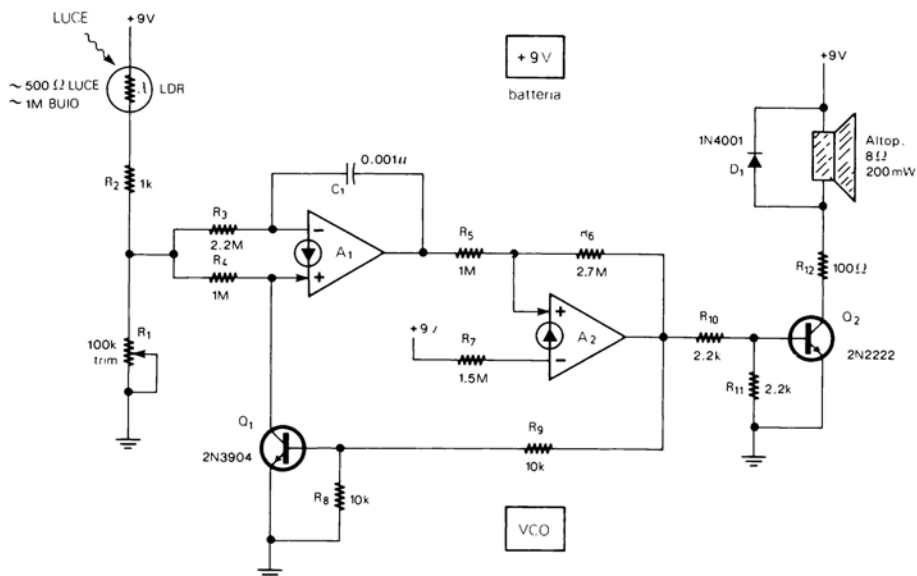 LUCE
+9V
~ 500 Ω LUCE
~ 1M BUIO
LDR
R2
1k
R3
2.2M
R4
1M
R1
100k
trim
0.001µ
C1
−
A1
+
R5
1M
R6
2.7M
+
A2
−
R7
1.5M
Q1
2N3904
R8
10k
R9
10k
+9V
batteria
VCO
+9V
1N4001
D1
Altop.
8Ω
200mW
R12
100Ω
Q2
2N2222
R10
2.2k
R11
2.2k